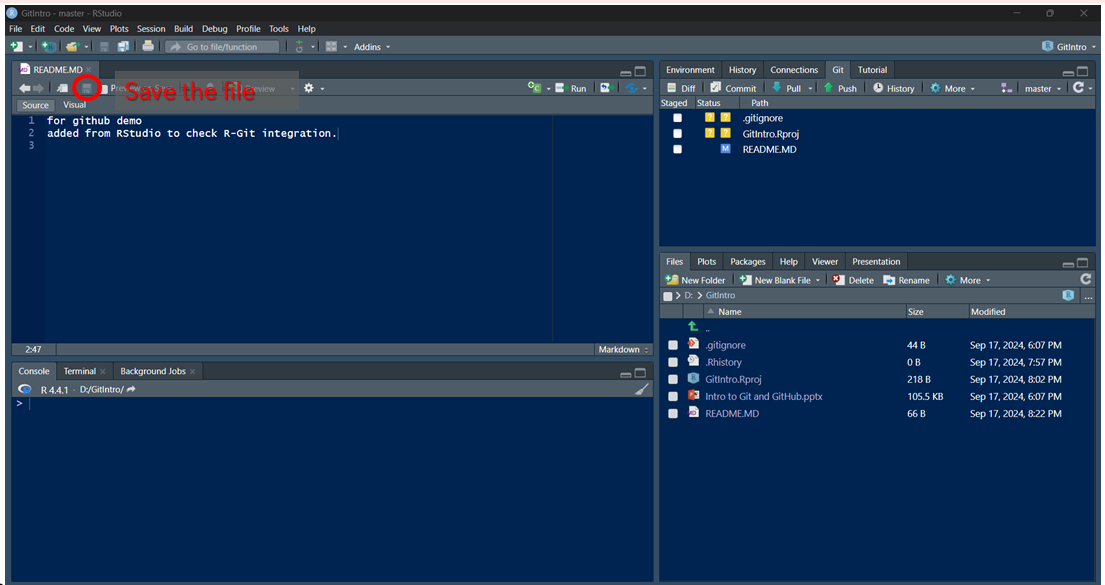 GitIntro - master - RStudio
File Edit Code View Plots Session Build Debug Profile Tools Help
Go to file/function Addins GitIntro
README.MD
Save the file
Preview Run
Source Visual
1 for github demo
2 added from RStudio to check R-Git integration.
3
2:47 Markdown
Console Terminal Background Jobs
R 4.4.1 · D:/GitIntro/
>
Environment History Connections Git Tutorial
Diff Commit Pull Push History More master
Staged Status Path
? ? .gitignore
? ? GitIntro.Rproj
M README.MD
Files Plots Packages Help Viewer Presentation
New Folder New Blank File Delete Rename More
D: > GitIntro ...
Name Size Modified
..
.gitignore 44 B Sep 17, 2024, 6:07 PM
.Rhistory 0 B Sep 17, 2024, 7:57 PM
GitIntro.Rproj 218 B Sep 17, 2024, 8:02 PM
Intro to Git and GitHub.pptx 105.5 KB Sep 17, 2024, 6:07 PM
README.MD 66 B Sep 17, 2024, 8:22 PM